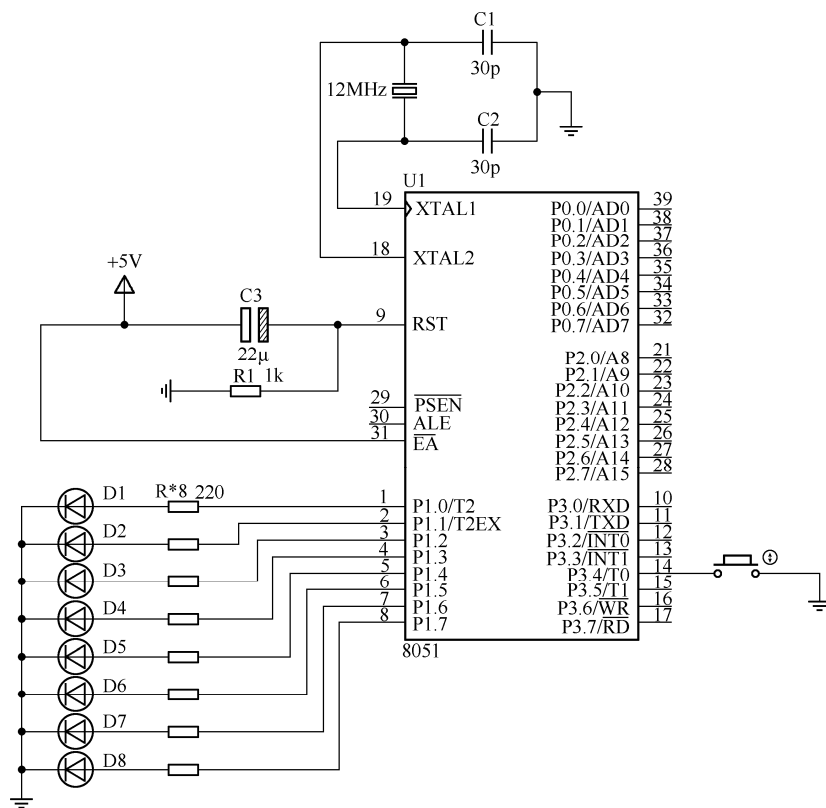 C1
30p
12MHz
C2
30p
U1
19
XTAL1
18
XTAL2
+5V
C3
22μ
9
RST
R1 1k
29
PSEN
30
ALE
31
EA
P0.0/AD0
39
P0.1/AD1
38
P0.2/AD2
37
P0.3/AD3
36
P0.4/AD4
35
P0.5/AD5
34
P0.6/AD6
33
P0.7/AD7
32
P2.0/A8
21
P2.1/A9
22
P2.2/A10
23
P2.3/A11
24
P2.4/A12
25
P2.5/A13
26
P2.6/A14
27
P2.7/A15
28
D1
R*8 220
D2
D3
D4
D5
D6
D7
D8
1
P1.0/T2
2
P1.1/T2EX
3
P1.2
4
P1.3
5
P1.4
6
P1.5
7
P1.6
8
P1.7
P3.0/RXD
10
P3.1/TXD
11
P3.2/INT0
12
P3.3/INT1
13
P3.4/T0
14
P3.5/T1
15
P3.6/WR
16
P3.7/RD
17
8051